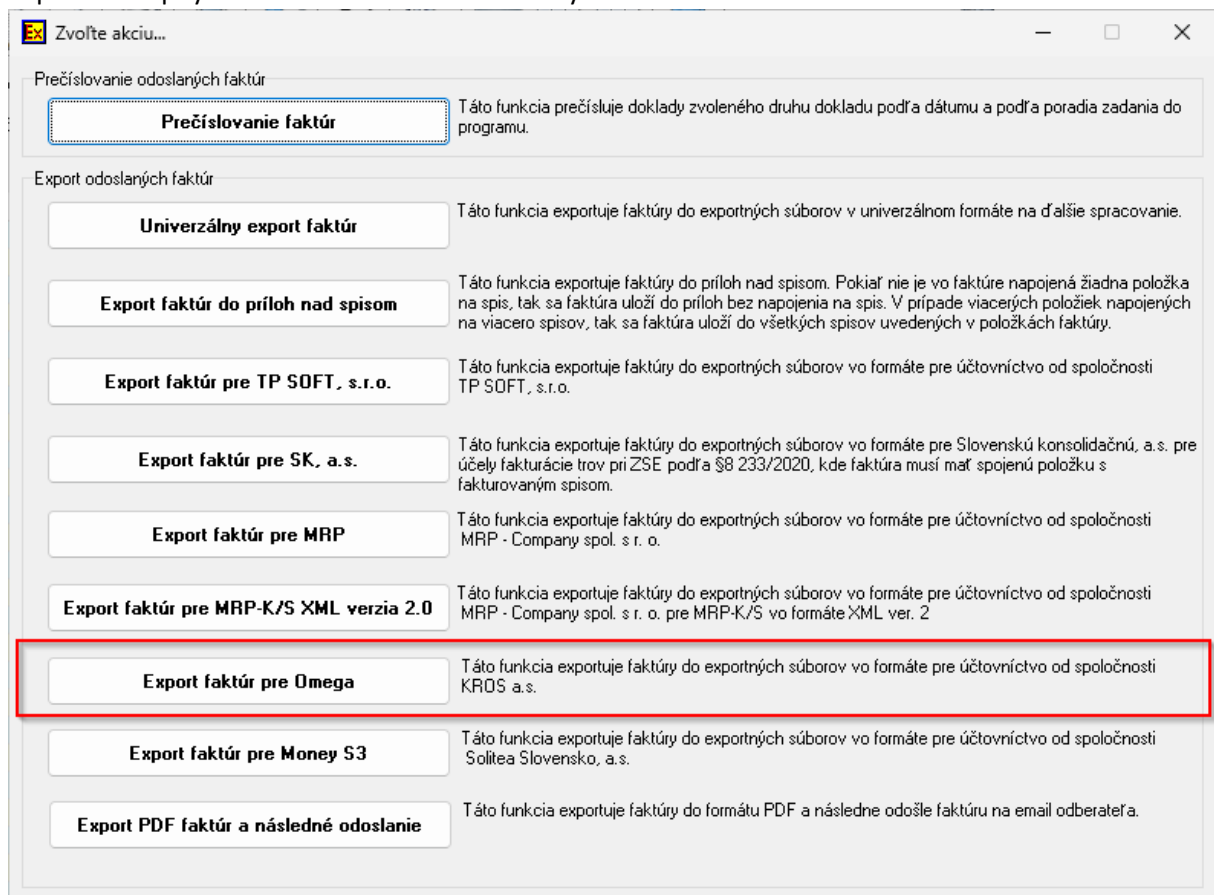 Ex Zvoľte akciu...
Prečíslovanie odoslaných faktúr
Prečíslovanie faktúr
Táto funkcia prečísluje doklady zvoleného druhu dokladu podľa dátumu a podľa poradia zadania do
programu.
Export odoslaných faktúr
Univerzálny export faktúr
Táto funkcia exportuje faktúry do exportných súborov v univerzálnom formáte na ďalšie spracovanie.
Export faktúr do príloh nad spisom
Táto funkcia exportuje faktúry do príloh nad spisom. Pokiaľ nie je vo faktúre napojená žiadna položka
na spis, tak sa faktúra uloží do príloh bez napojenia na spis. V prípade viacerých položiek napojených
na viacero spisov, tak sa faktúra uloží do všetkých spisov uvedených v položkách faktúry.
Export faktúr pre TP SOFT, s.r.o.
Táto funkcia exportuje faktúry do exportných súborov vo formáte pre účtovníctvo od spoločnosti
TP SOFT, s.r.o.
Export faktúr pre SK, a.s.
Táto funkcia exportuje faktúry do exportných súborov vo formáte pre Slovenskú konsolidačnú, a.s. pre
účely fakturácie trov pri ZSE podľa §8 233/2020, kde faktúra musí mať spojenú položku s
fakturovaným spisom.
Export faktúr pre MRP
Táto funkcia exportuje faktúry do exportných súborov vo formáte pre účtovníctvo od spoločnosti
MRP - Company spol. s r. o.
Export faktúr pre MRP-K/S XML verzia 2.0
Táto funkcia exportuje faktúry do exportných súborov vo formáte pre účtovníctvo od spoločnosti
MRP - Company spol. s r. o. pre MRP-K/S vo formáte XML ver. 2
Export faktúr pre Omega
Táto funkcia exportuje faktúry do exportných súborov vo formáte pre účtovníctvo od spoločnosti
KROS a.s.
Export faktúr pre Money S3
Táto funkcia exportuje faktúry do exportných súborov vo formáte pre účtovníctvo od spoločnosti
Solitea Slovensko, a.s.
Export PDF faktúr a následné odoslanie
Táto funkcia exportuje faktúry do formátu PDF a následne odošle faktúru na email odberateľa.